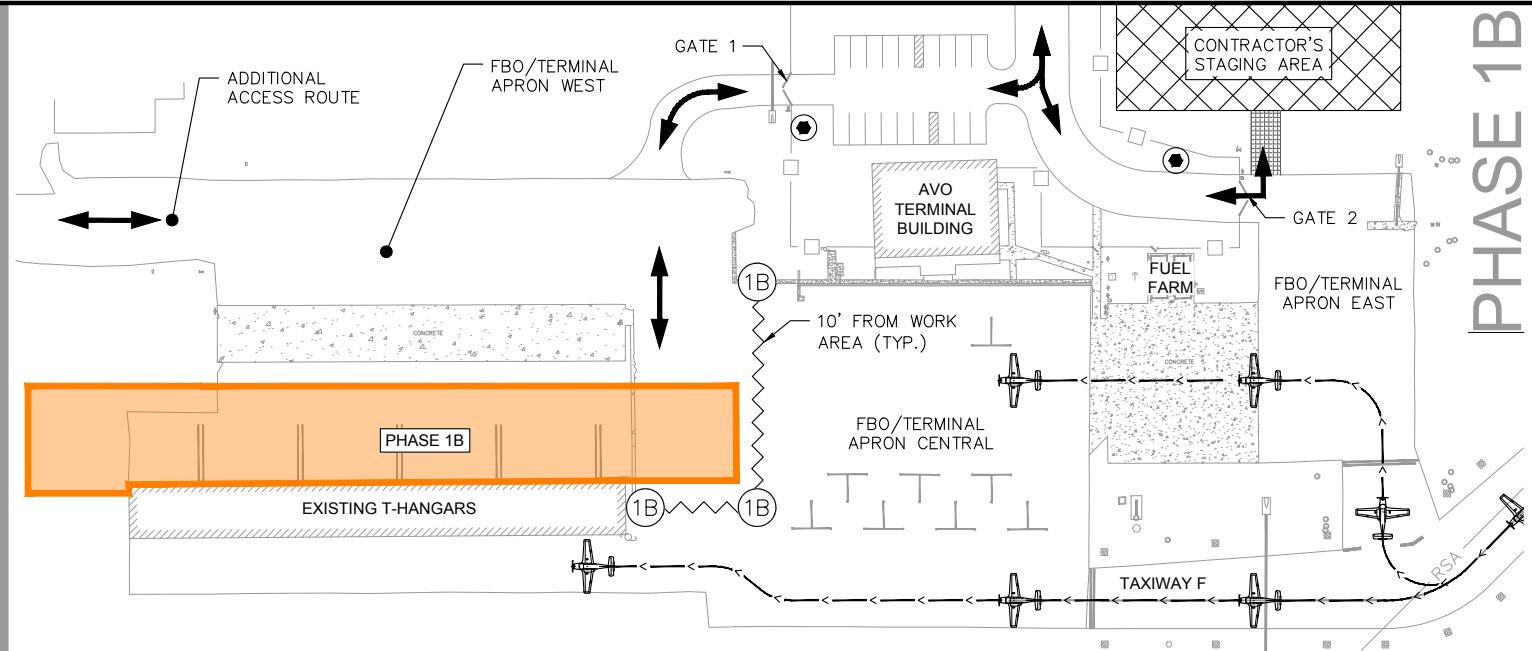 ADDITIONAL
ACCESS ROUTE
FBO/TERMINAL
APRON WEST
GATE 1
CONTRACTOR'S
STAGING AREA
PHASE 1B
AVO
TERMINAL
BUILDING
GATE 2
FUEL
FARM
FBO/TERMINAL
APRON EAST
1B
10' FROM WORK
AREA (TYP.)
CONCRETE
CONCRETE
PHASE 1B
FBO/TERMINAL
APRON CENTRAL
EXISTING T-HANGARS
1B
1B
TAXIWAY F
RSA